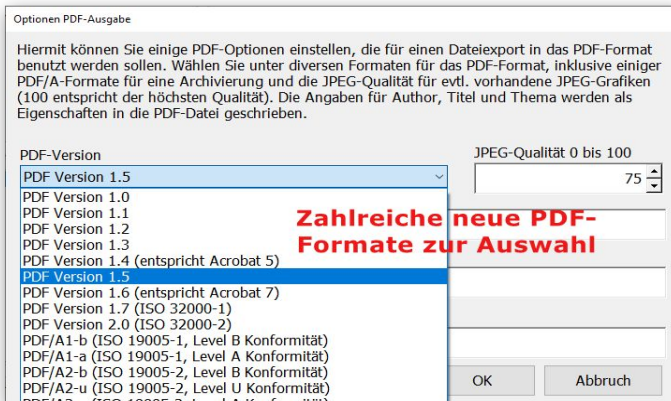 Optionen PDF-Ausgabe
Hiermit können Sie einige PDF-Optionen einstellen, die für einen Dateiexport in das PDF-Format
benutzt werden sollen. Wählen Sie unter diversen Formaten für das PDF-Format, inklusive einiger
PDF/A-Formate für eine Archivierung und die JPEG-Qualität für evtl. vorhandene JPEG-Grafiken
(100 entspricht der höchsten Qualität). Die Angaben für Author, Titel und Thema werden als
Eigenschaften in die PDF-Datei geschrieben.
PDF-Version
JPEG-Qualität 0 bis 100
PDF Version 1.5
75
PDF Version 1.0
PDF Version 1.1
PDF Version 1.2
PDF Version 1.3
PDF Version 1.4 (entspricht Acrobat 5)
PDF Version 1.5
PDF Version 1.6 (entspricht Acrobat 7)
PDF Version 1.7 (ISO 32000-1)
PDF Version 2.0 (ISO 32000-2)
PDF/A1-b (ISO 19005-1, Level B Konformität)
PDF/A1-a (ISO 19005-1, Level A Konformität)
PDF/A2-b (ISO 19005-2, Level B Konformität)
PDF/A2-u (ISO 19005-2, Level U Konformität)
Zahlreiche neue PDF-
Formate zur Auswahl
OK
Abbruch